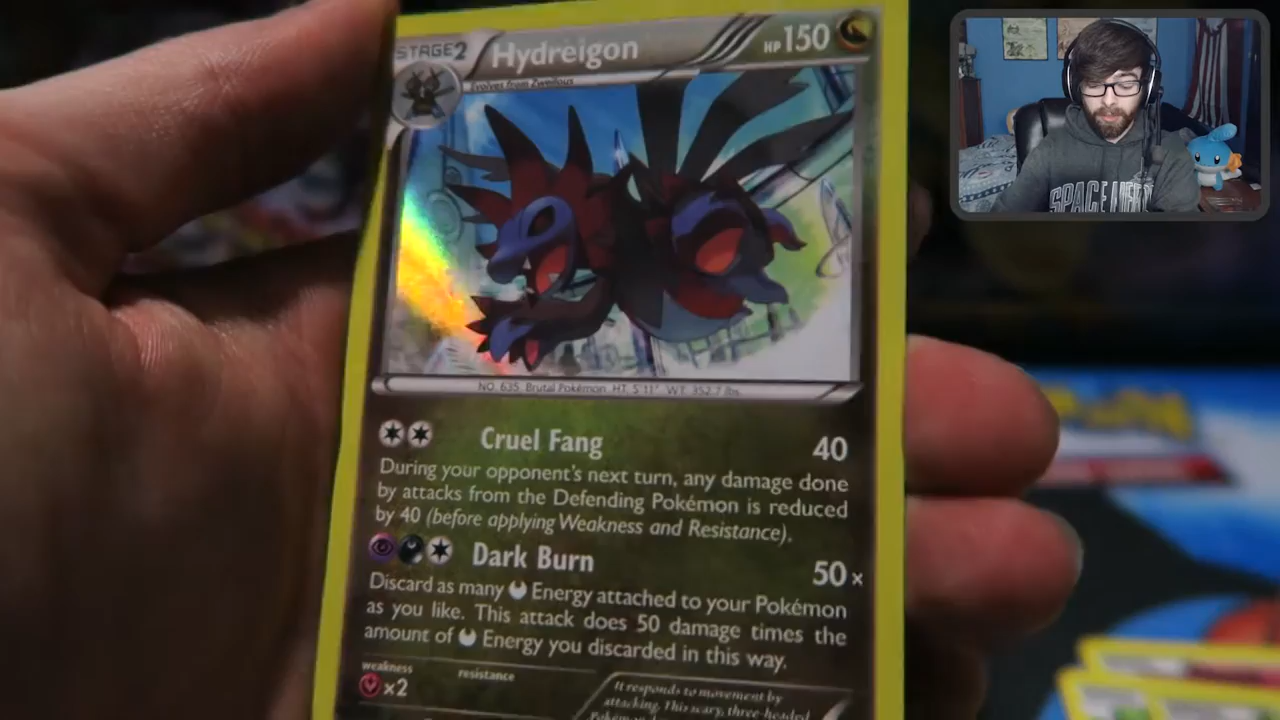 STAGE2
Hydreigon
HP150
Evolves from Zweilous
NO. 635 Brutal Pokémon HT: 5'11" WT: 352.7 lbs.
Cruel Fang 40
During your opponent's next turn, any damage done
by attacks from the Defending Pokémon is reduced
by 40 (before applying Weakness and Resistance).
Dark Burn 50×
Discard as many Energy attached to your Pokémon
as you like. This attack does 50 damage times the
amount of Energy you discarded in this way.
weakness
×2
resistance
It responds to movement by
attacking. This scary, three-headed
SPACE